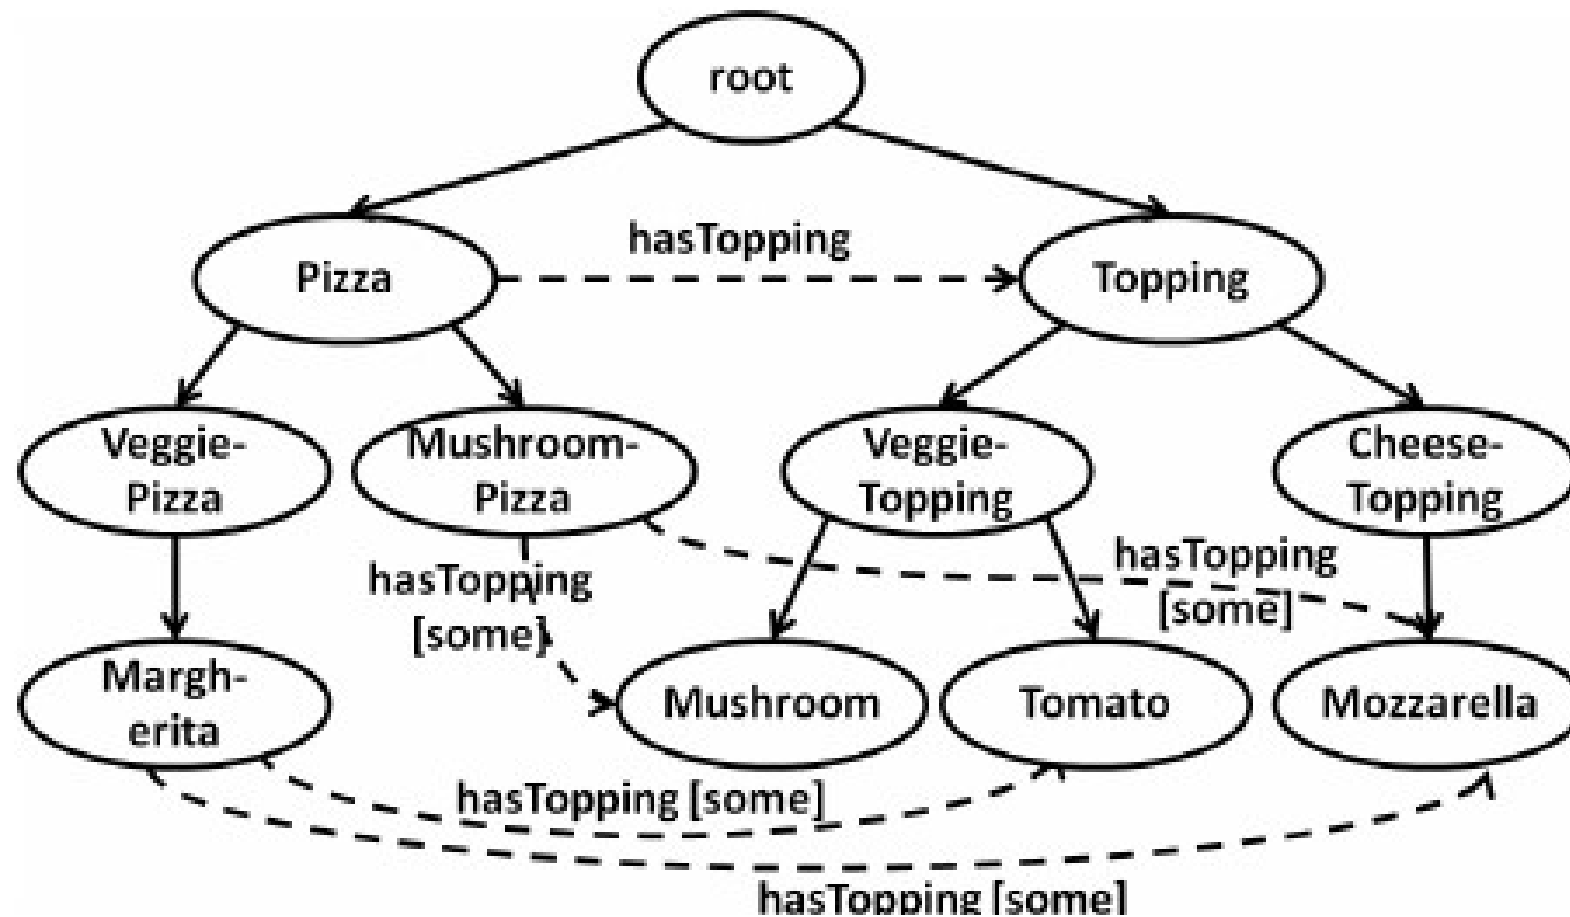 root
hasTopping
Pizza
Topping
Veggie-
Pizza
Mushroom-
Pizza
Veggie-
Topping
Cheese-
Topping
hasTopping
[some]
hasTopping
[some]
Margh-
erita
Mushroom
Tomato
Mozzarella
hasTopping [some]
hasTopping [some]